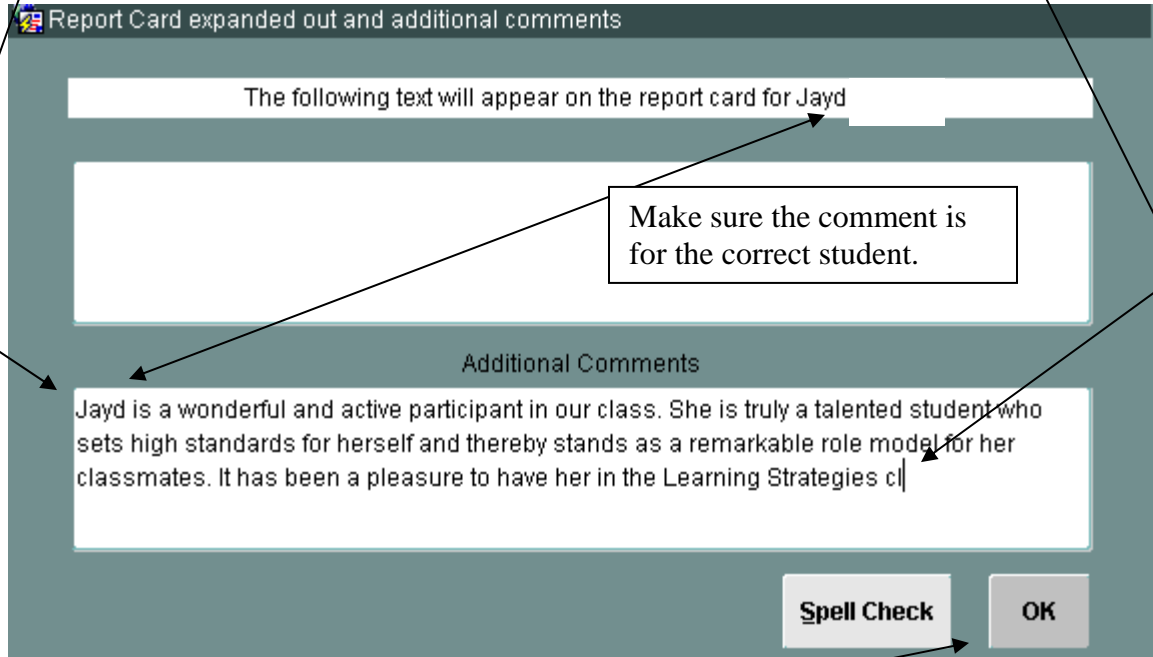 Report Card expanded out and additional comments
The following text will appear on the report card for Jayd
Make sure the comment is
for the correct student.
Additional Comments
Jayd is a wonderful and active participant in our class. She is truly a talented student who
sets high standards for herself and thereby stands as a remarkable role model for her
classmates. It has been a pleasure to have her in the Learning Strategies cl
Spell Check
OK